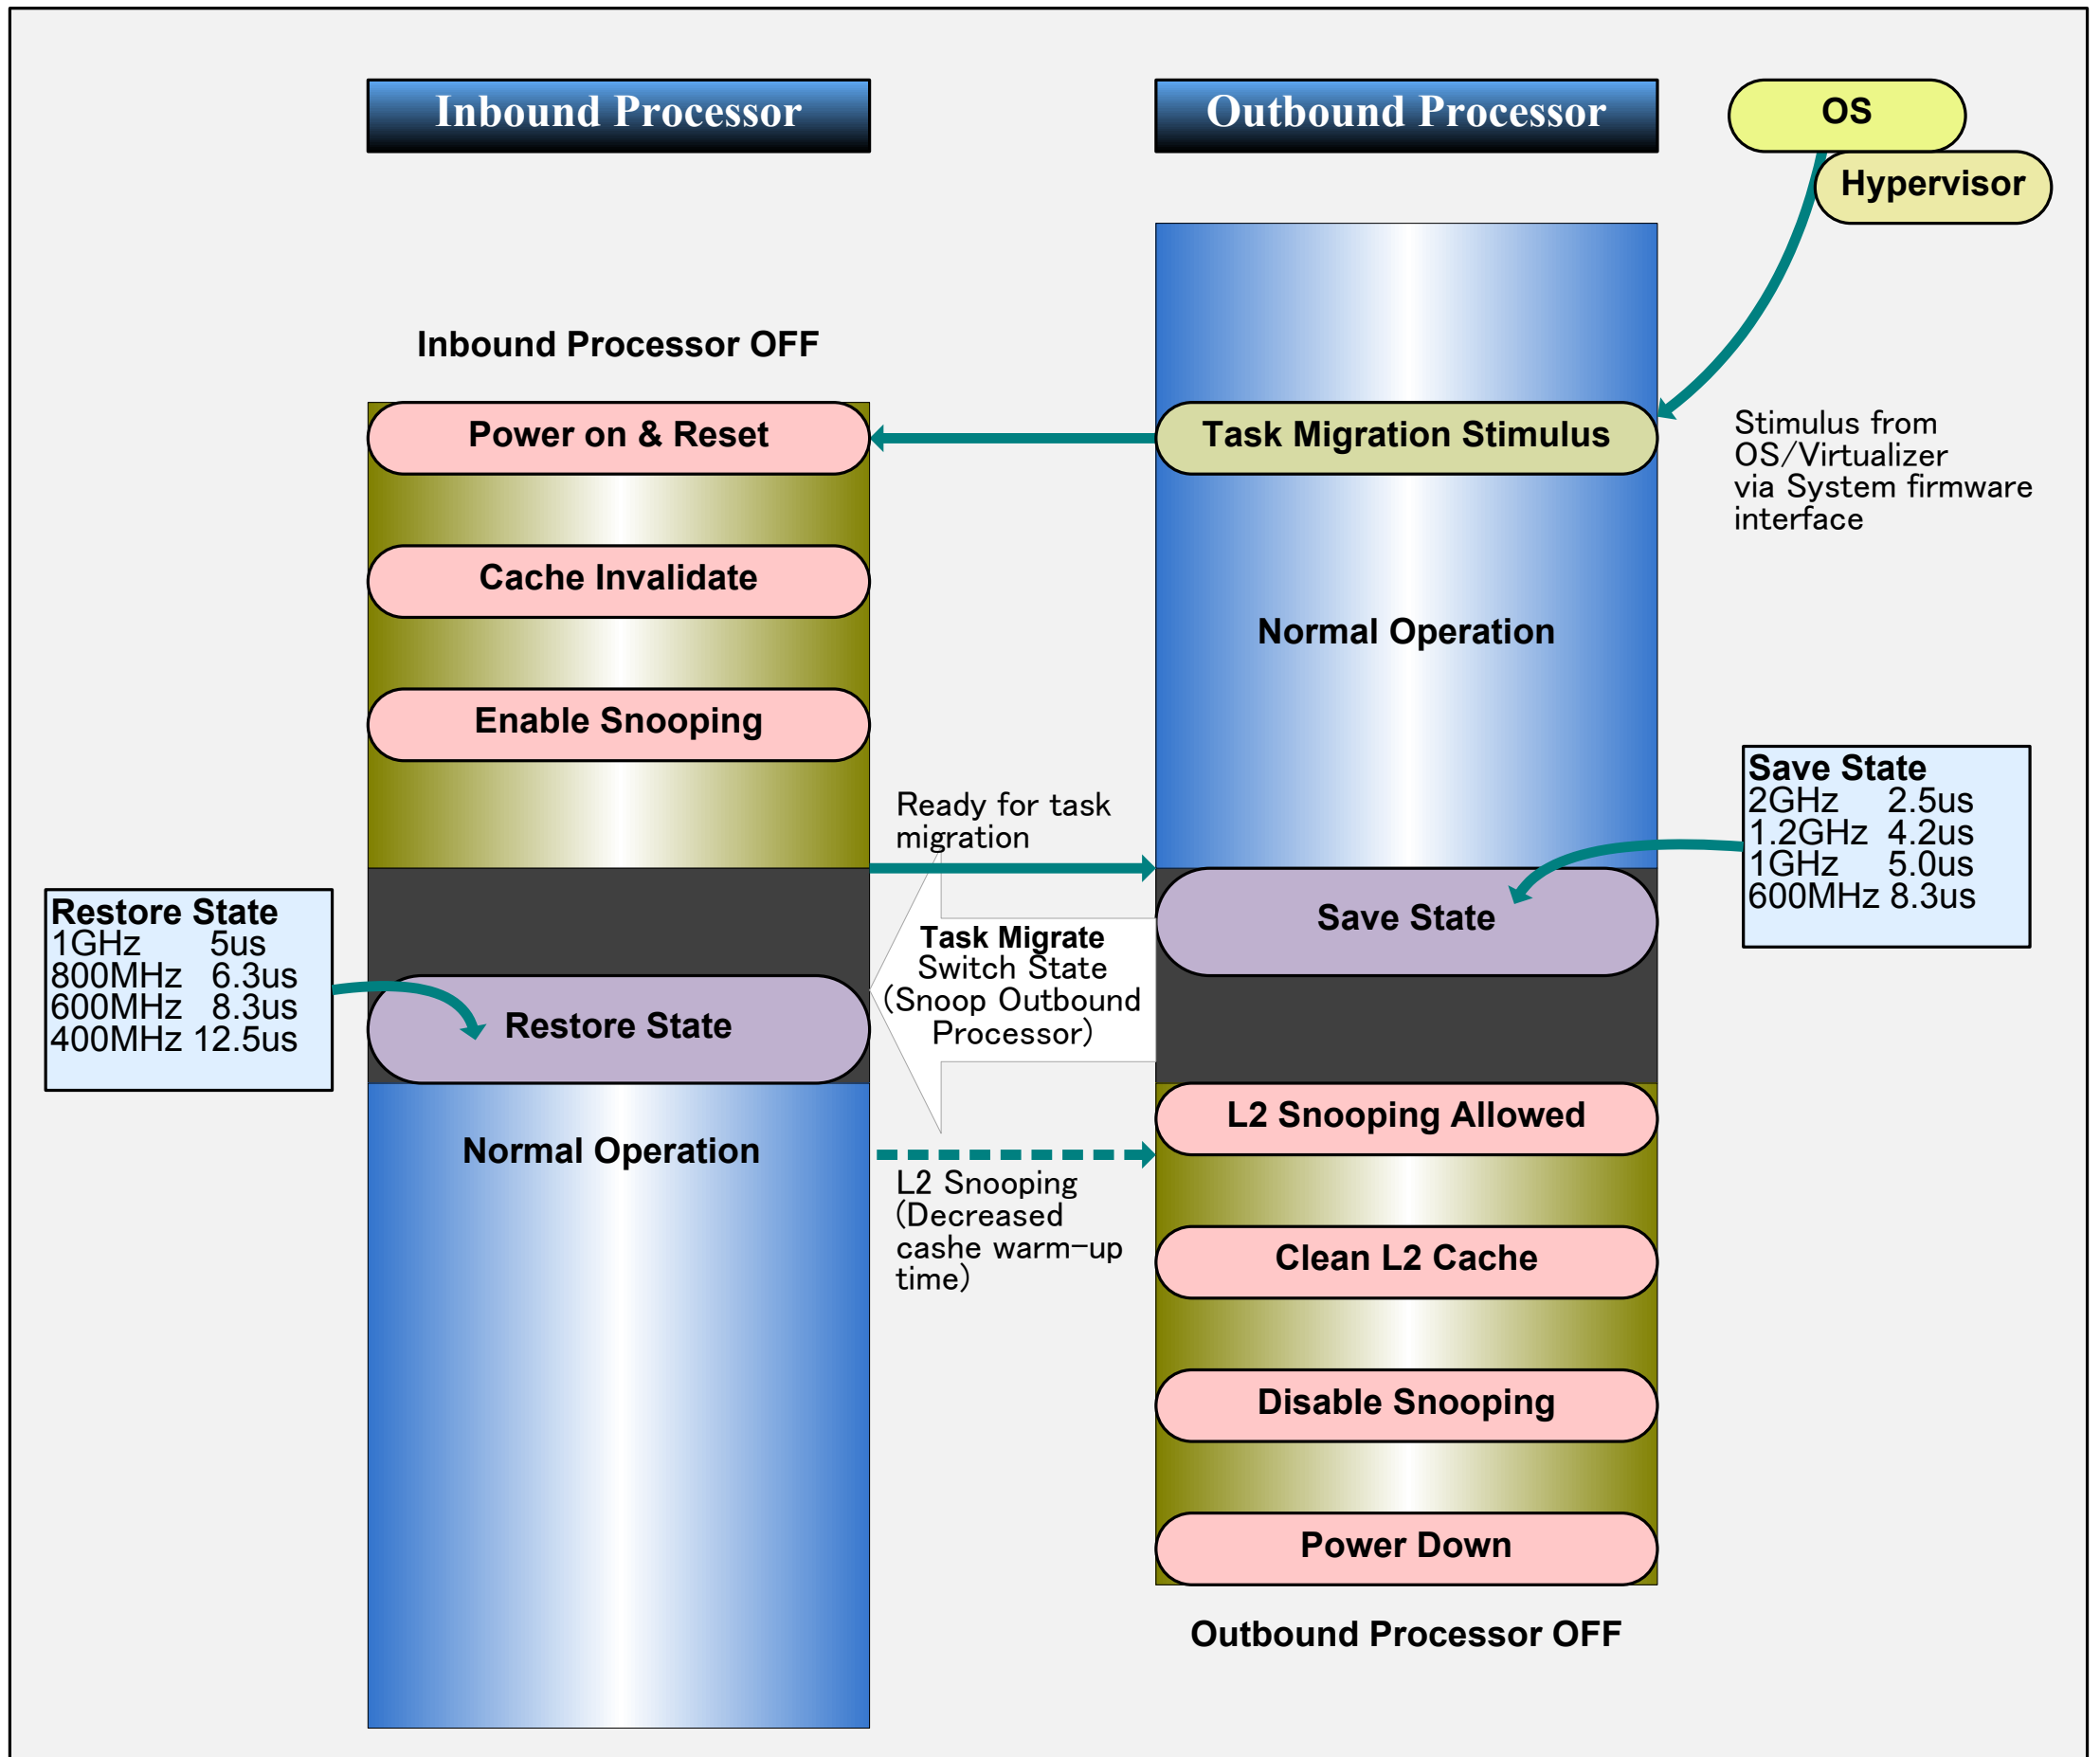 Inbound Processor
Outbound Processor
OS
Hypervisor
Inbound Processor OFF
Power on & Reset
Task Migration Stimulus
Stimulus from
OS/Virtualizer
via System firmware
interface
Cache Invalidate
Normal Operation
Enable Snooping
Ready for task
migration
Save State
2GHz 2.5us
1.2GHz 4.2us
1GHz 5.0us
600MHz 8.3us
Save State
Restore State
1GHz 5us
800MHz 6.3us
600MHz 8.3us
400MHz 12.5us
Task Migrate
Switch State
(Snoop Outbound
Processor)
Restore State
L2 Snooping Allowed
Normal Operation
L2 Snooping
(Decreased
cashe warm-up
time)
Clean L2 Cache
Disable Snooping
Power Down
Outbound Processor OFF